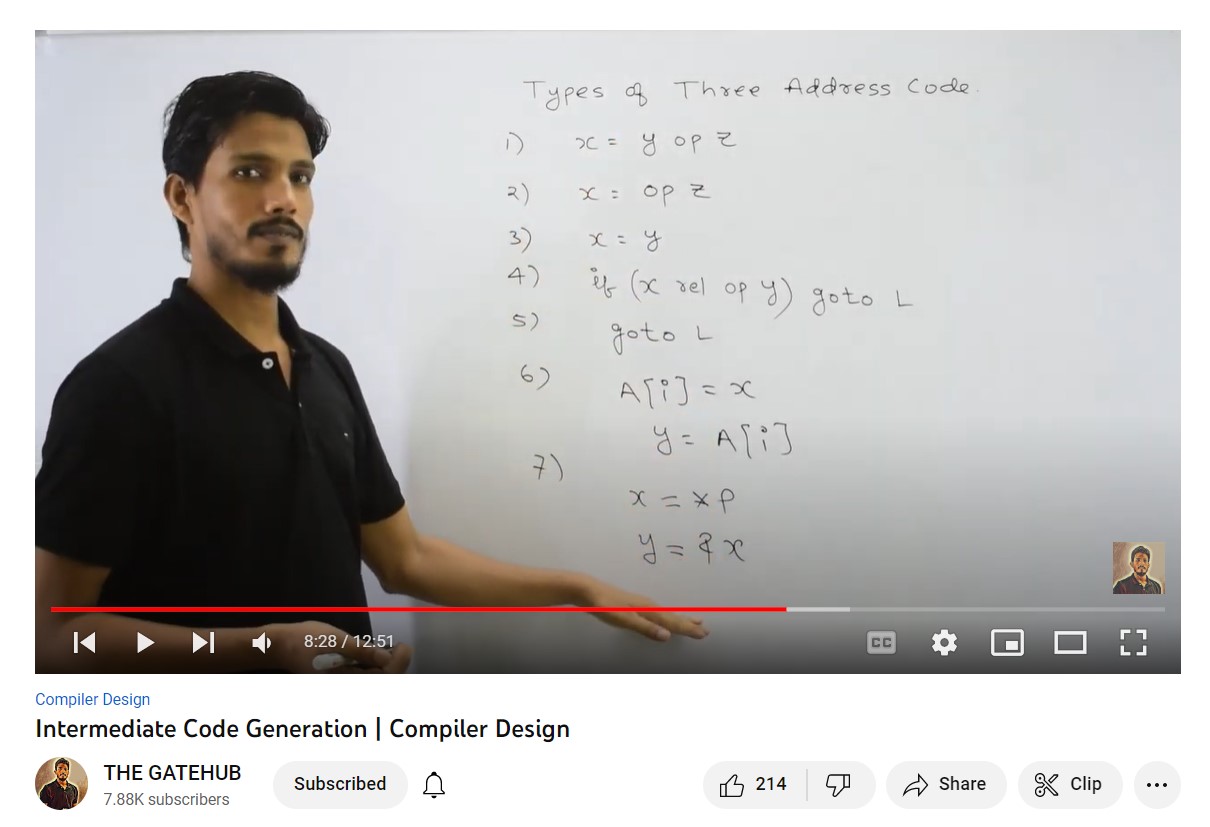 Types of Three Address Code.
1) x = y op z
2) x = op z
3) x = y
4) if (x rel op y) goto L
5) goto L
6) A[i] = x
y = A[i]
7)
x = *p
y = &x
8:28 / 12:51
CC
Compiler Design
Intermediate Code Generation | Compiler Design
THE GATEHUB
7.88K subscribers
Subscribed
214
Share
Clip